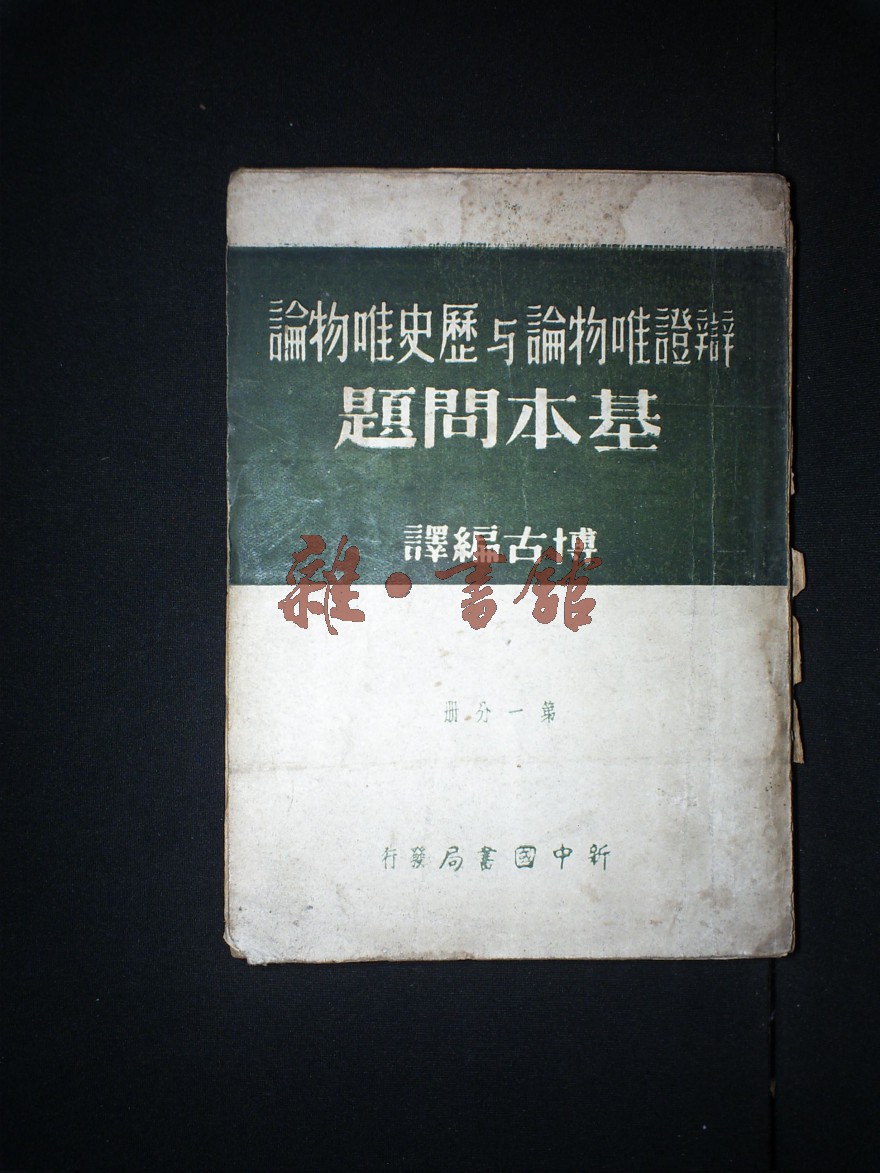 辯證唯物論与歷史唯物論
基本問題
博古編譯
雜·書館
第一分册
新中國書局發行